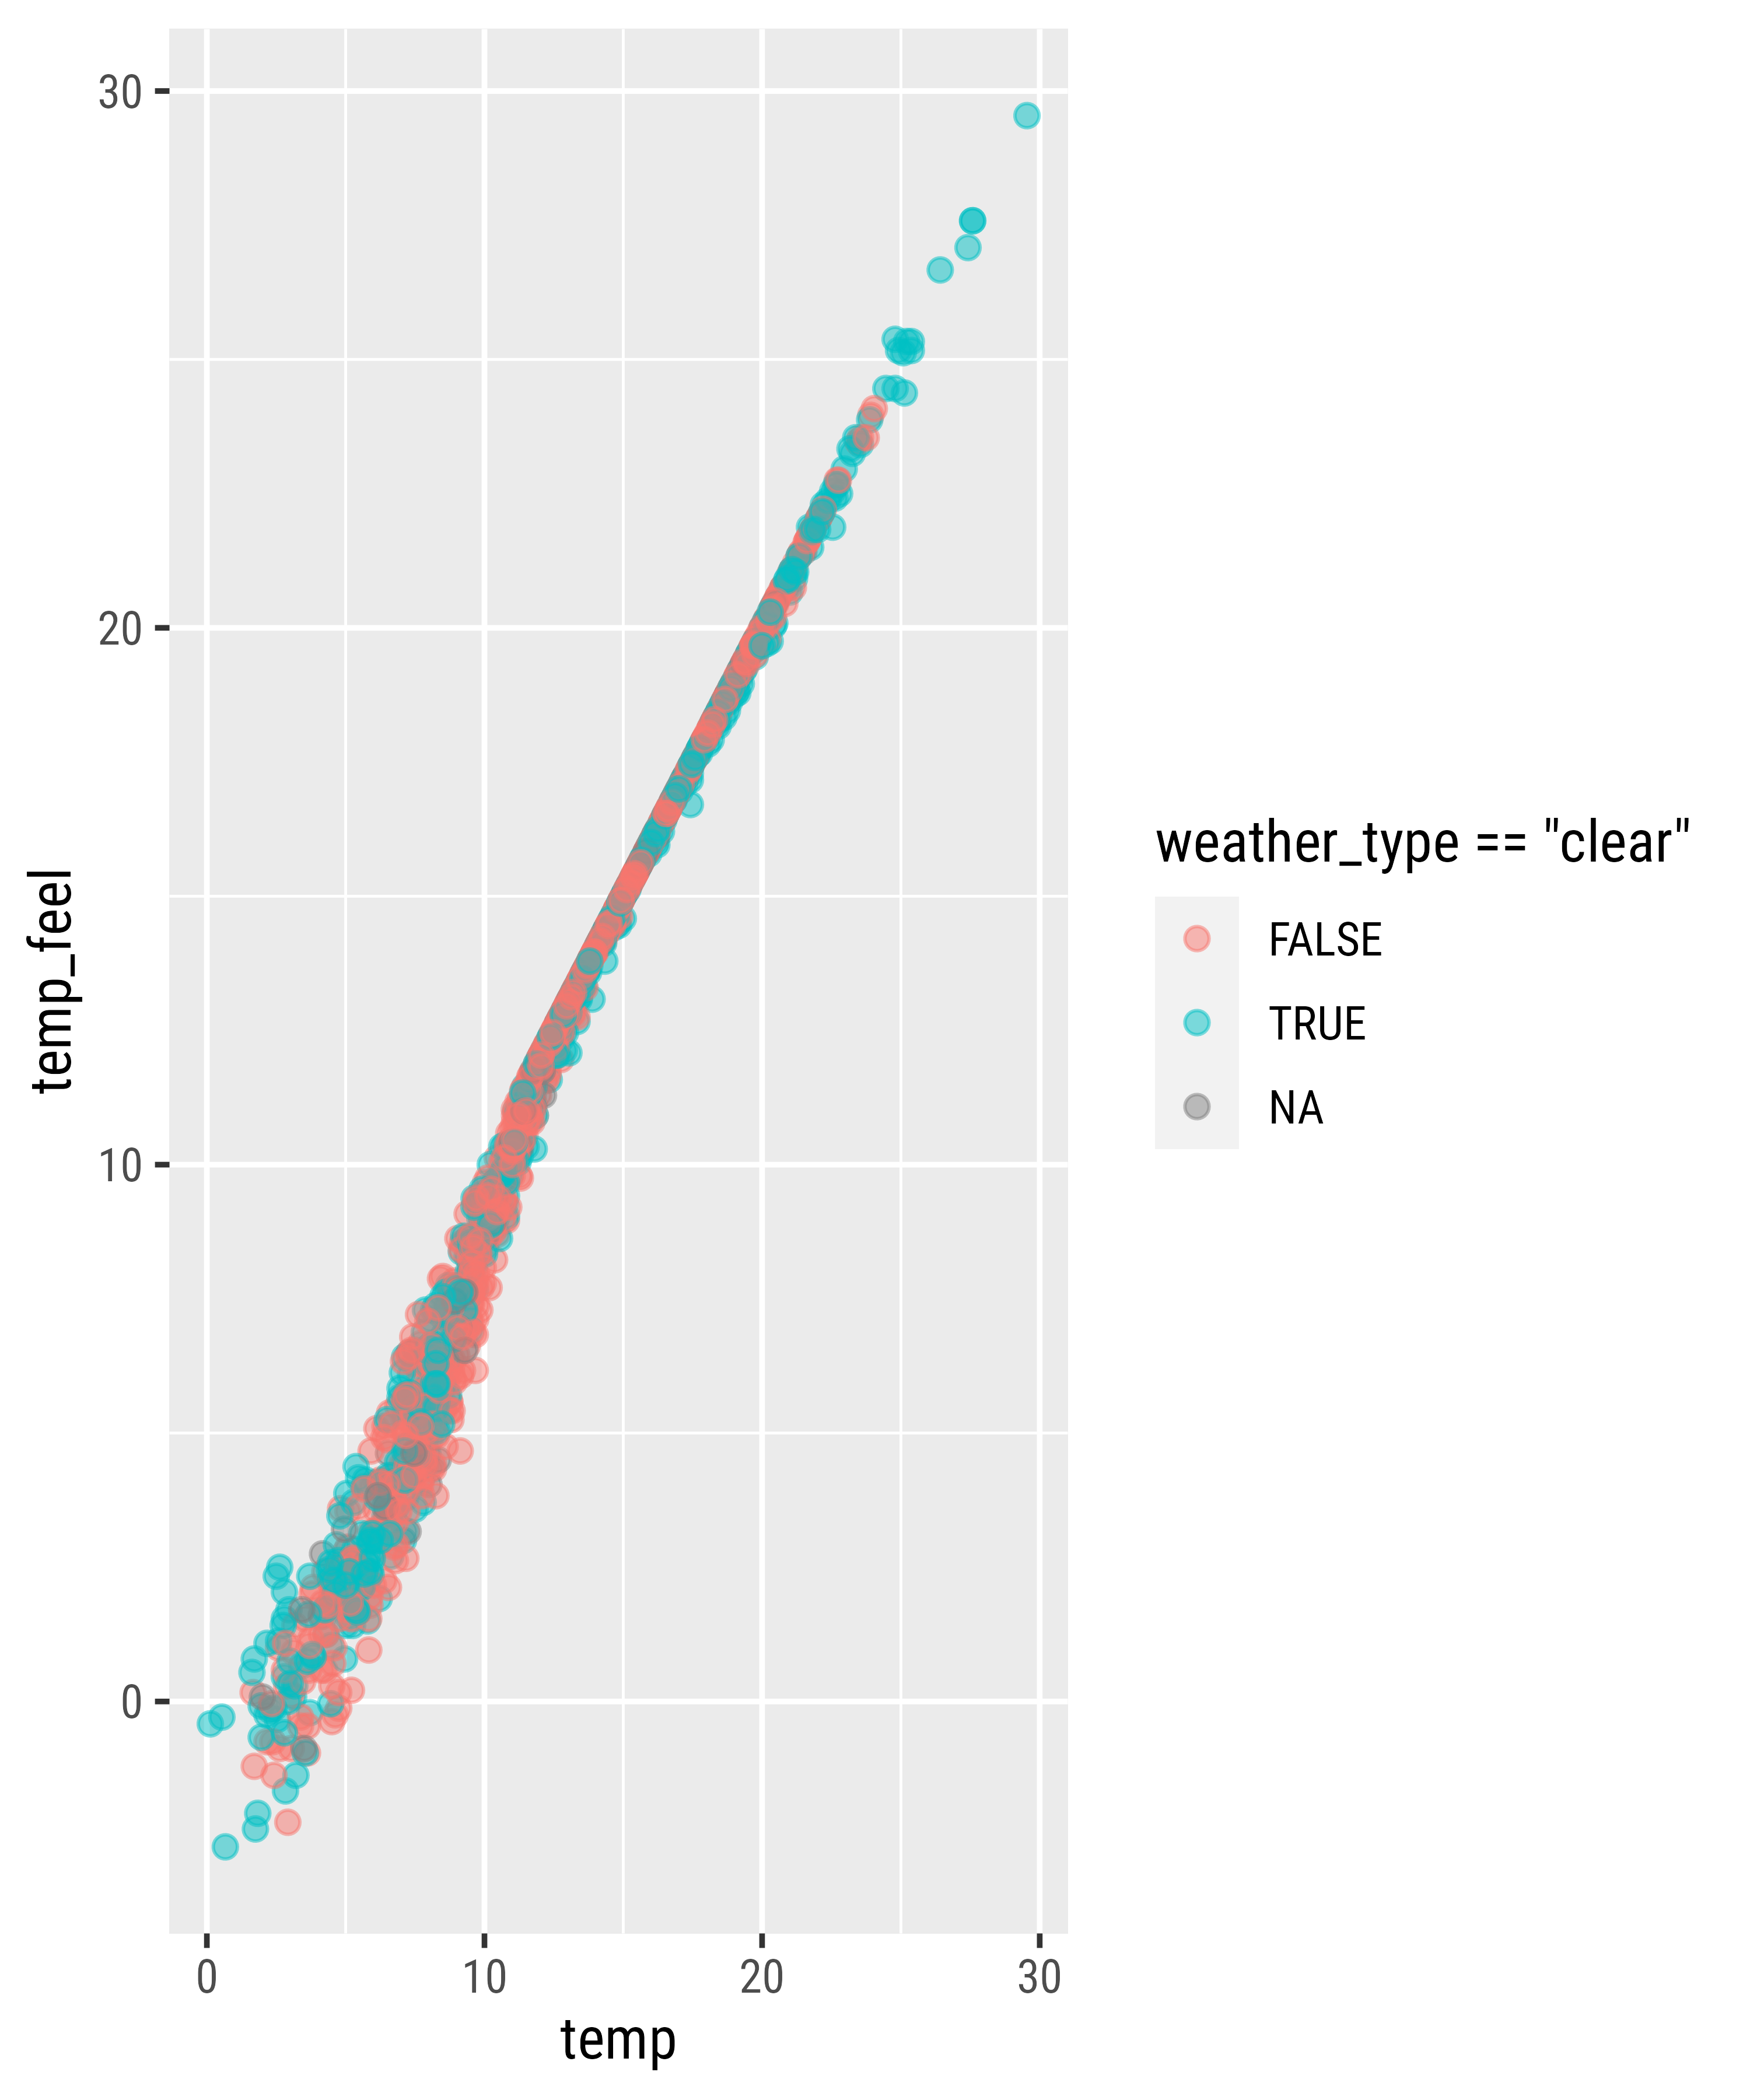 30
20
10
0
temp_feel
0 10 20 30
temp
weather_type == "clear"
FALSE
TRUE
NA